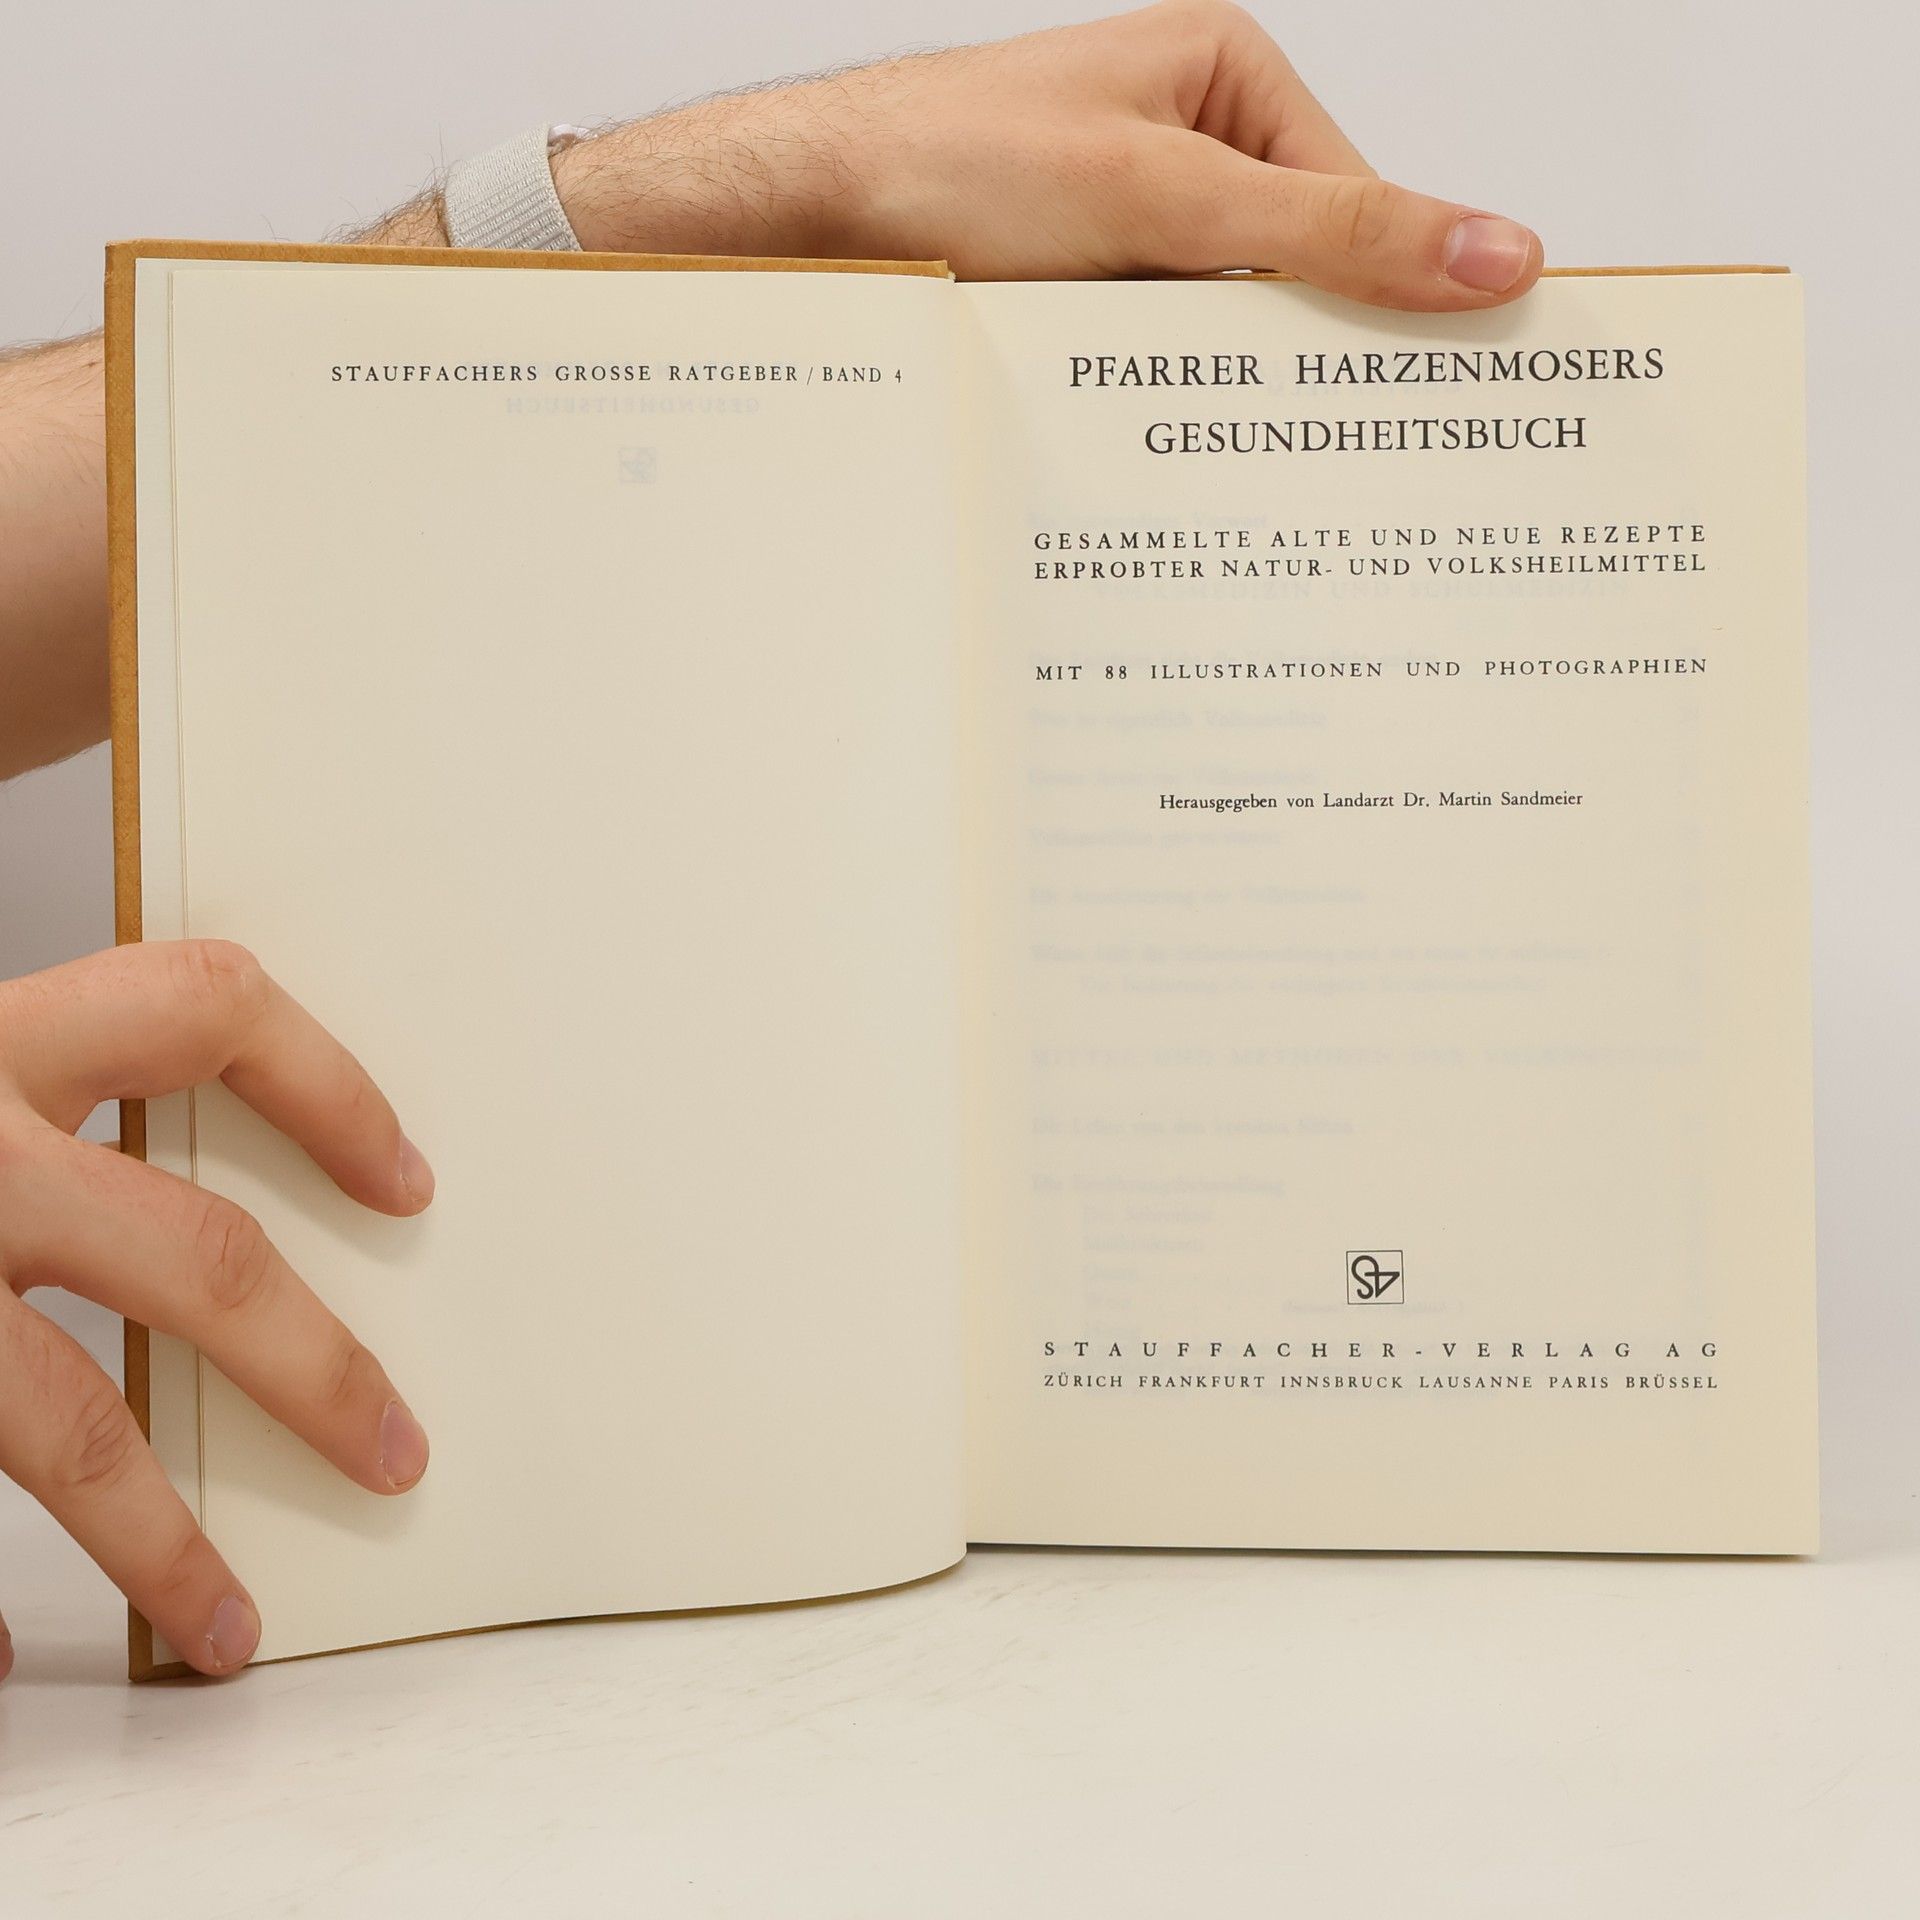 STAUFFACHERS GROSSE RATGEBER / BAND 4
PFARRER HARZENMOSERS
GESUNDHEITSBUCH
GESAMMELTE ALTE UND NEUE REZEPTE
ERPROBTER NATUR- UND VOLKSHEILMITTEL
MIT 88 ILLUSTRATIONEN UND PHOTOGRAPHIEN
Herausgegeben von Landarzt Dr. Martin Sandmeier
STAUFFACHER-VERLAG AG
ZÜRICH FRANKFURT INNSBRUCK LAUSANNE PARIS BRÜSSEL